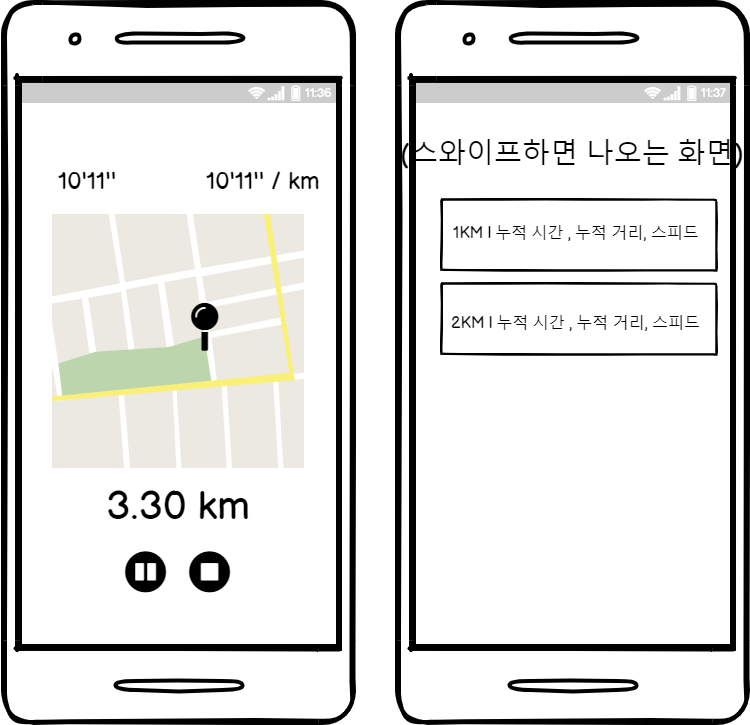 11:36
10'11'' 10'11'' / km
3.30 km
11:37
(스와이프하면 나오는 화면)
1KM I 누적 시간 , 누적 거리, 스피드
2KM I 누적 시간 , 누적 거리, 스피드